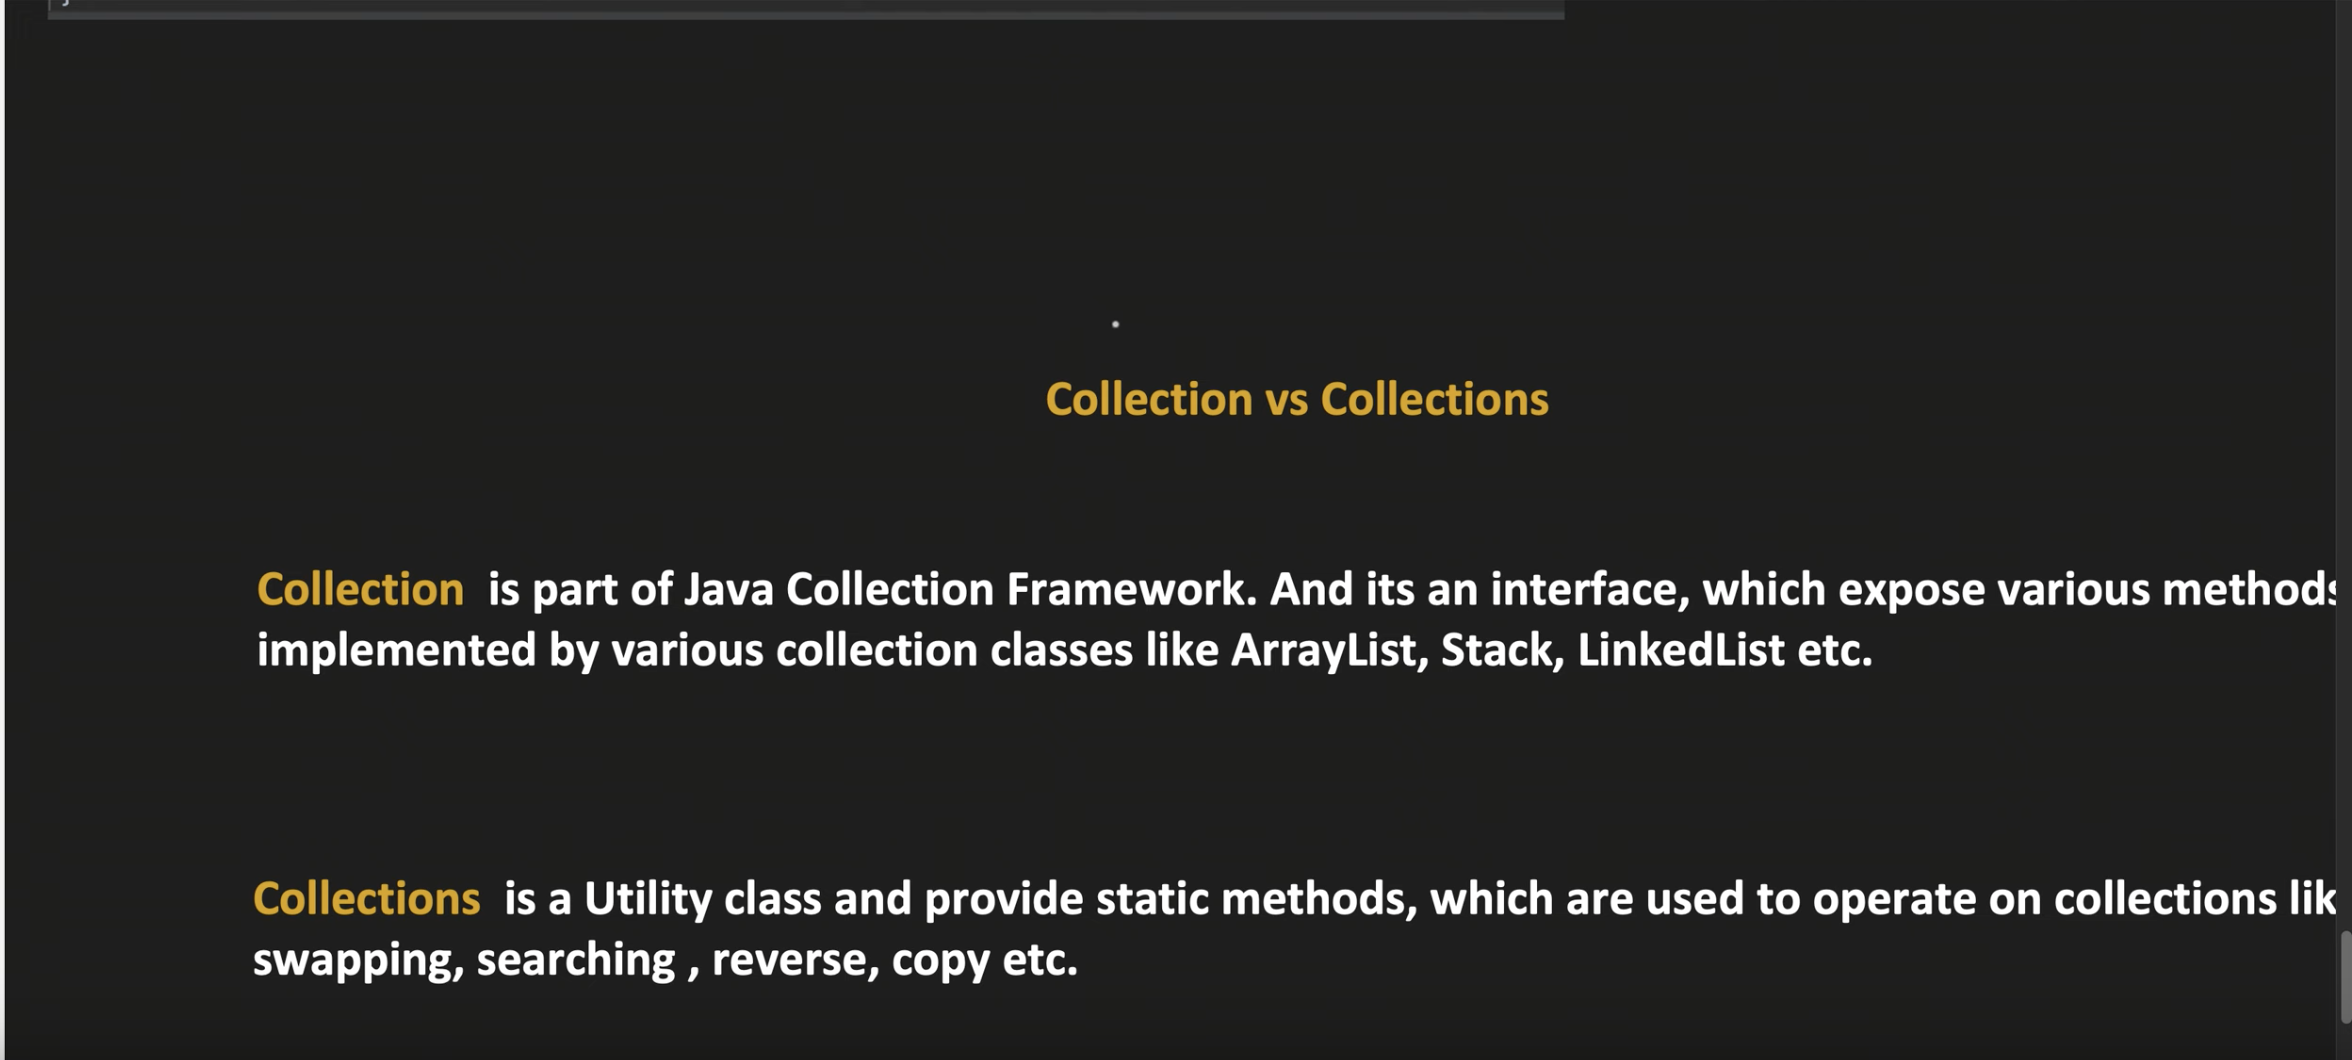 Collection vs Collections
Collection is part of Java Collection Framework. And its an interface, which expose various methods
implemented by various collection classes like ArrayList, Stack, LinkedList etc.
Collections is a Utility class and provide static methods, which are used to operate on collections lik
swapping, searching , reverse, copy etc.